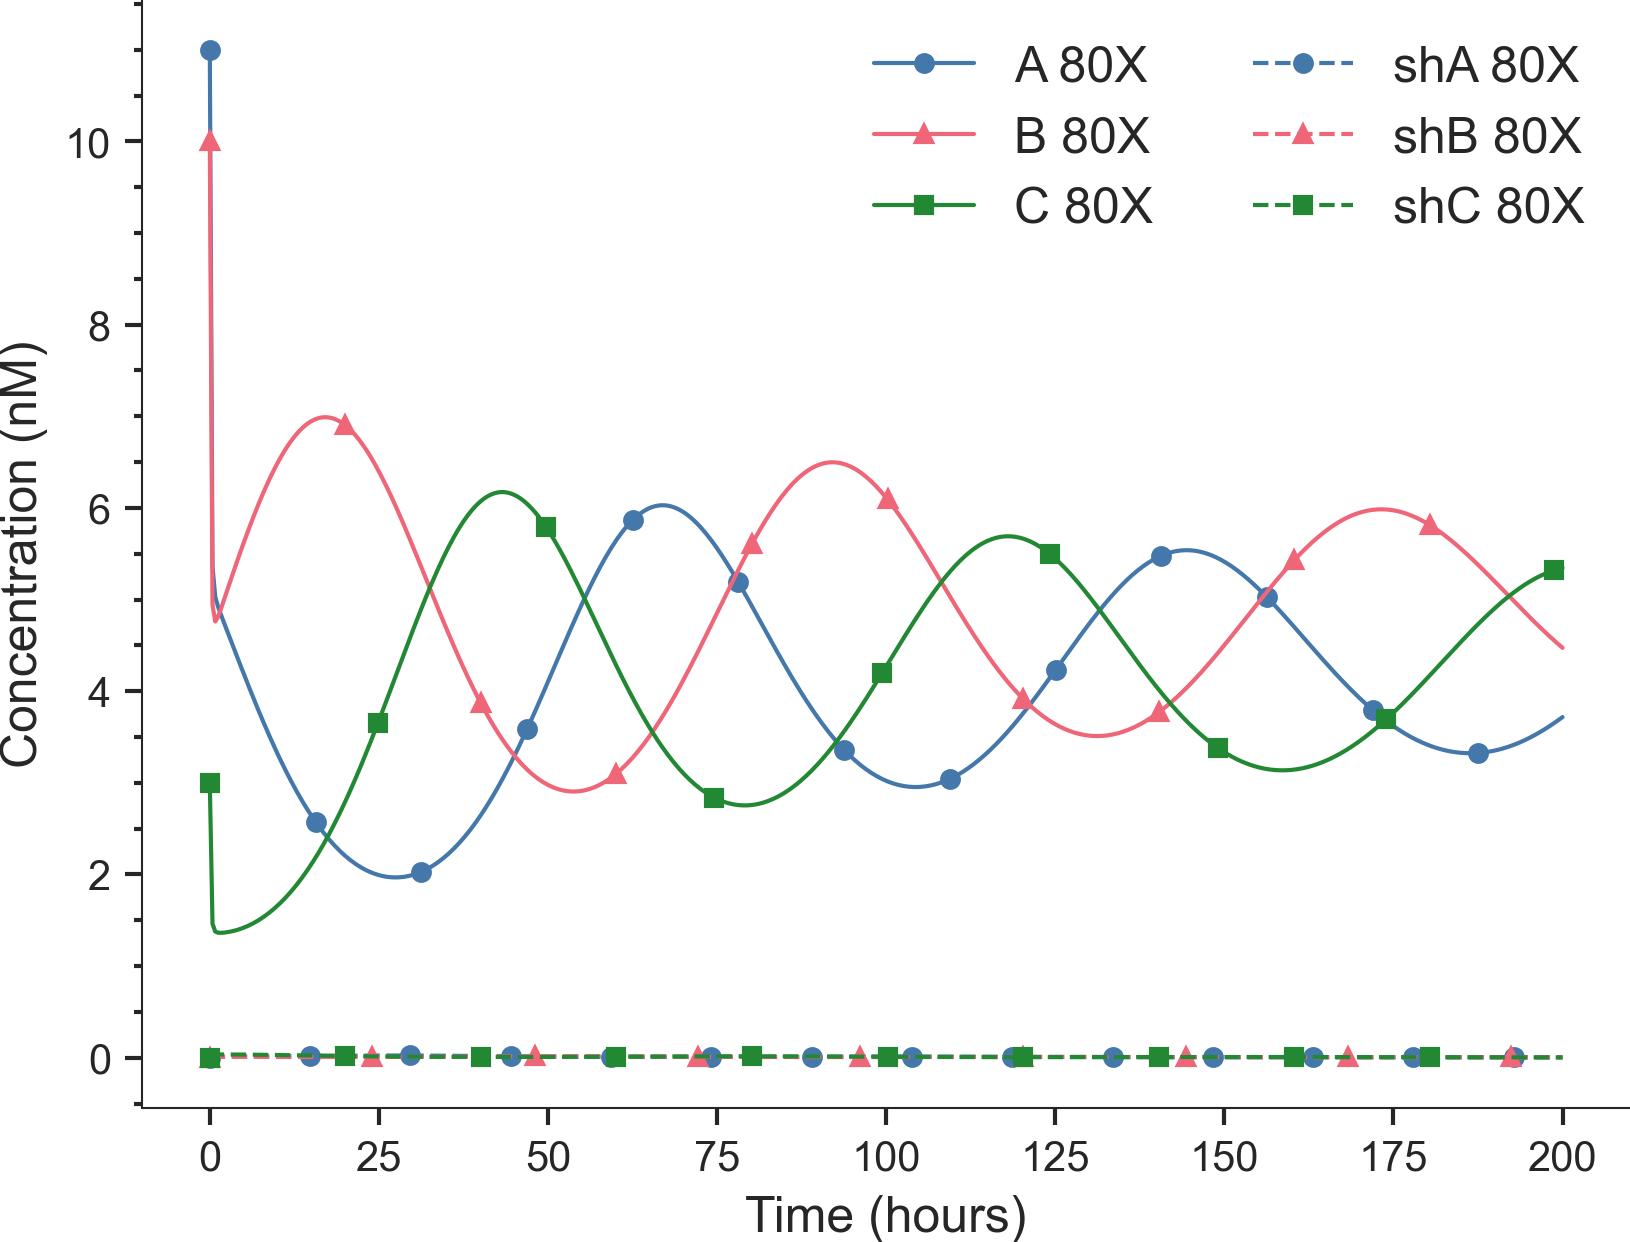 A 80X
B 80X
C 80X
shA 80X
shB 80X
shC 80X
Concentration (nM)
10
8
6
4
2
0
0 25 50 75 100 125 150 175 200
Time (hours)